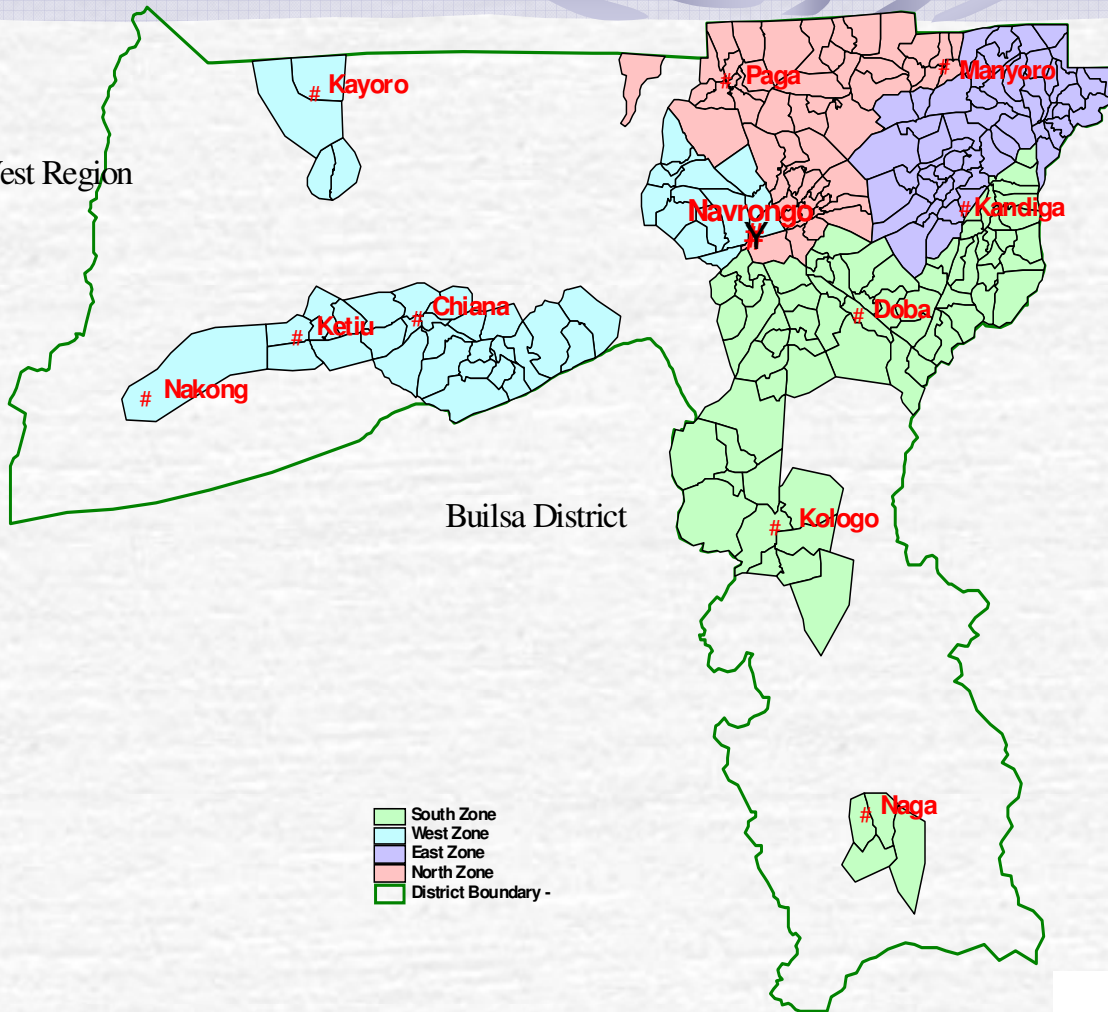 Kayoro
#
Paga
#
Manyoro
#
est Region
Navrongo
#
Y
Kandiga
#
Chiana
#
Doba
#
Ketiu
#
Nakong
#
Builsa District
Kologo
#
Naga
#
South Zone
West Zone
East Zone
North Zone
District Boundary -